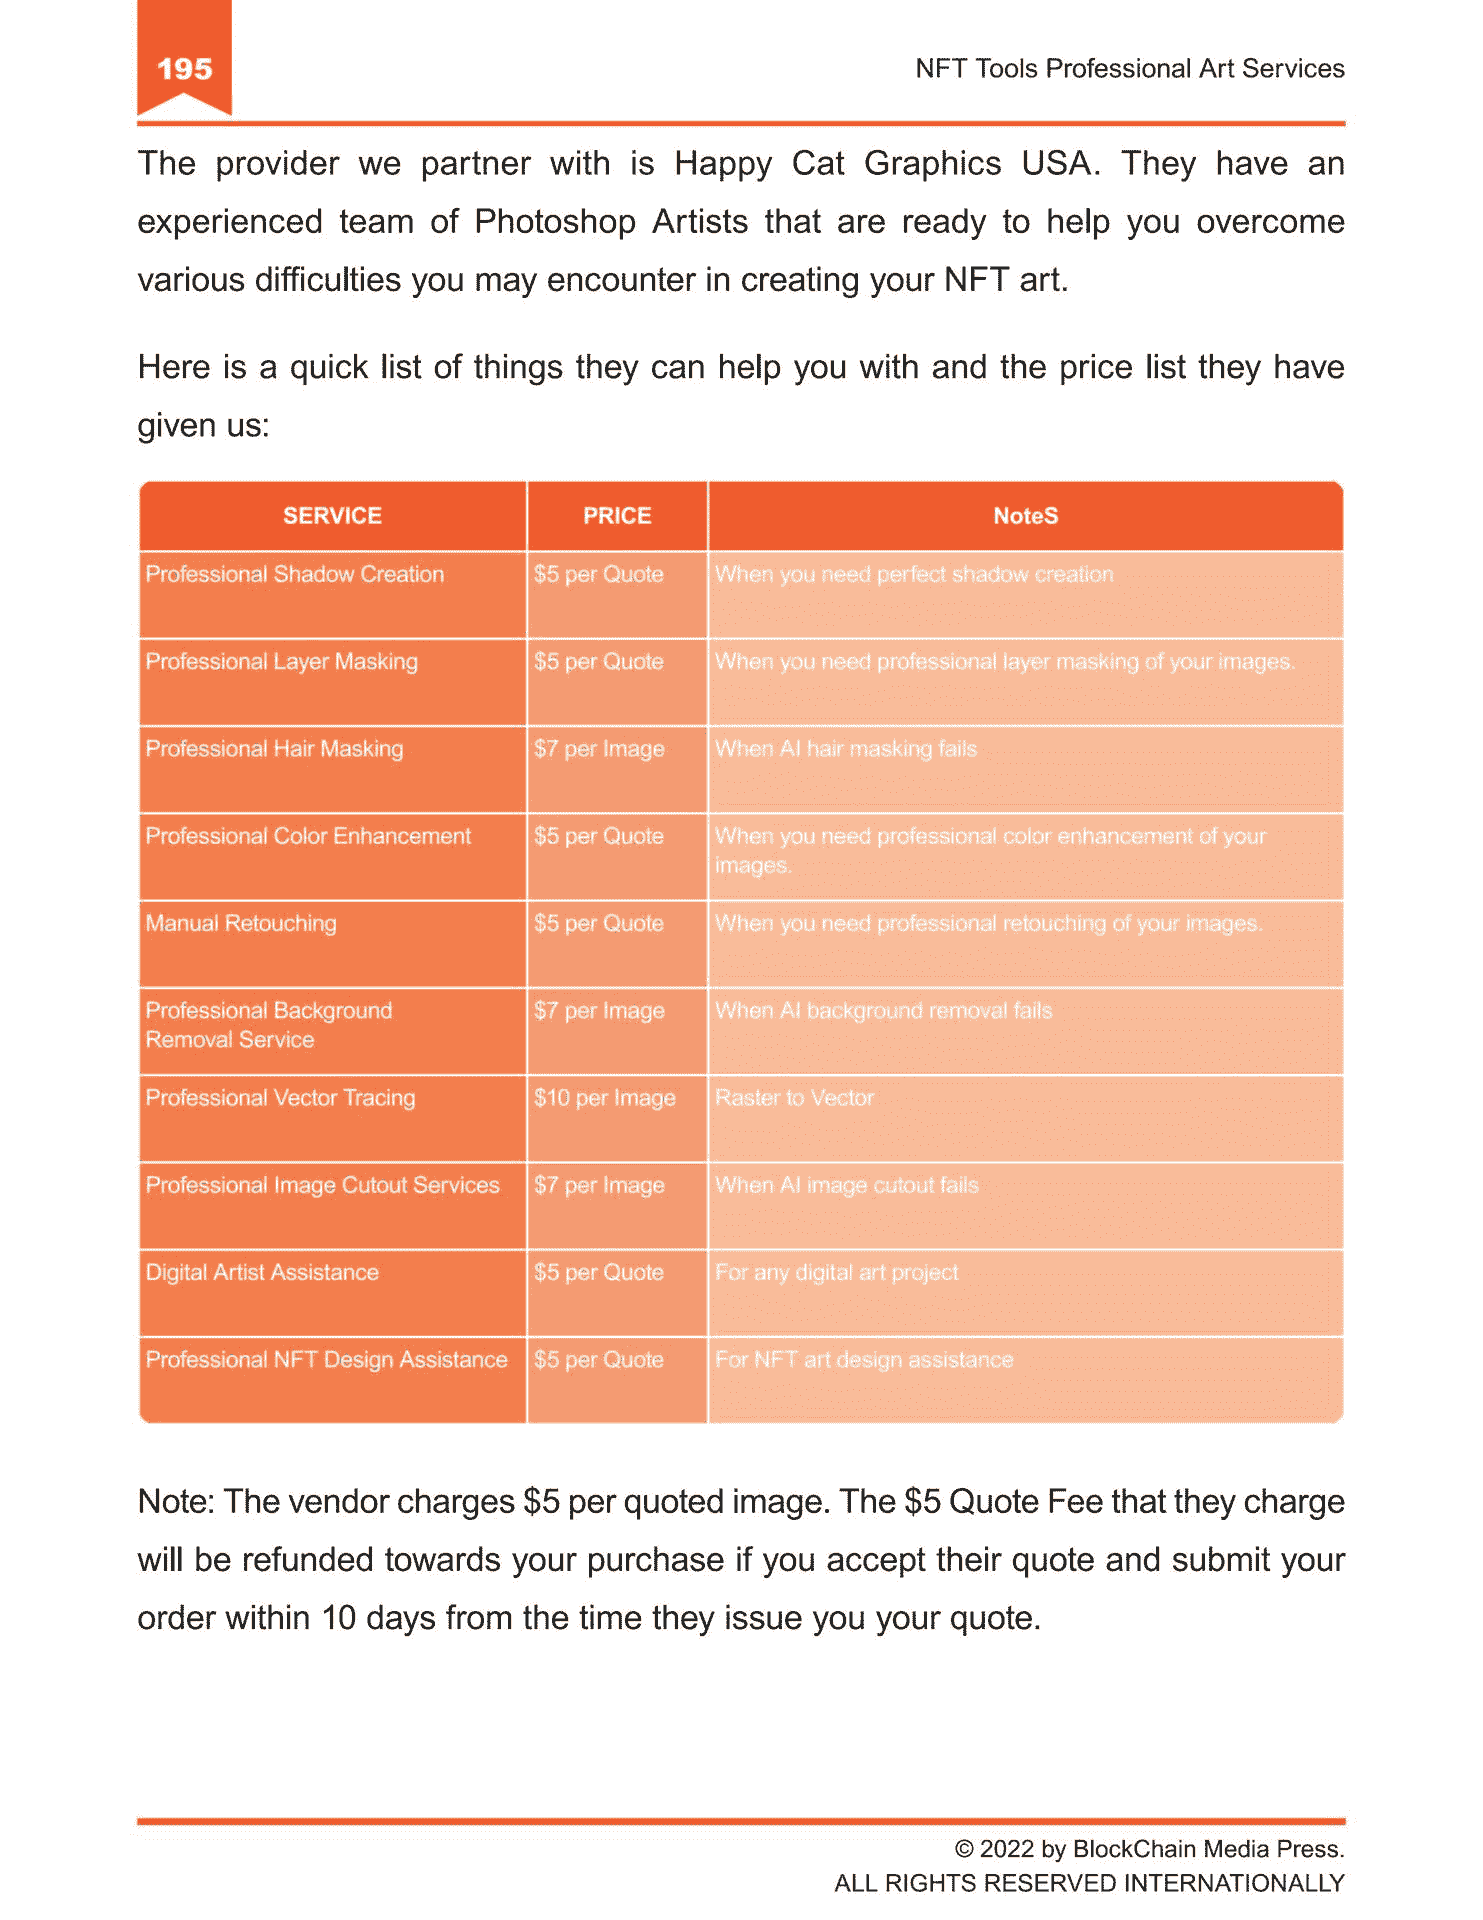 195
NFT Tools Professional Art Services
The provider we partner with is Happy Cat Graphics USA. They have an
experienced team of Photoshop Artists that are ready to help you overcome
various difficulties you may encounter in creating your NFT art.
Here is a quick list of things they can help you with and the price list they have
given us:
SERVICE PRICE NoteS
Professional Shadow Creation $5 per Quote When you need perfect shadow creation
Professional Layer Masking $5 per Quote When you need professional layer masking of your images.
Professional Hair Masking $7 per Image When AI hair masking fails
Professional Color Enhancement $5 per Quote When you need professional color enhancement of your
images.
Manual Retouching $5 per Quote When you need professional retouching of your images.
Professional Background $7 per Image When AI background removal fails
Removal Service
Professional Vector Tracing $10 per Image Raster to Vector
Professional Image Cutout Services $7 per Image When AI image cutout fails
Digital Artist Assistance $5 per Quote For any digital art project
Professional NFT Design Assistance $5 per Quote For NFT art design assistance
Note: The vendor charges $5 per quoted image. The $5 Quote Fee that they charge
will be refunded towards your purchase if you accept their quote and submit your
order within 10 days from the time they issue you your quote.
© 2022 by BlockChain Media Press.
ALL RIGHTS RESERVED INTERNATIONALLY